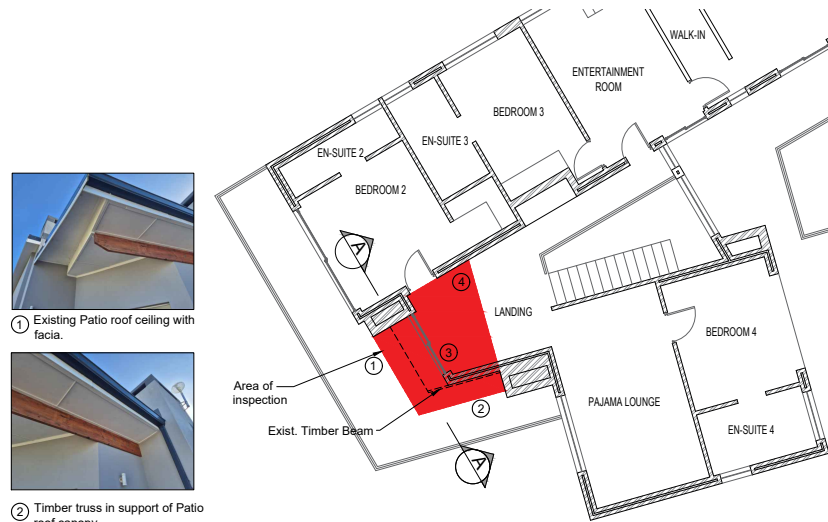 WALK-IN
ENTERTAINMENT
ROOM
BEDROOM 3
EN-SUITE 3
EN-SUITE 2
BEDROOM 2
A
4
LANDING
BEDROOM 4
3
1
2
PAJAMA LOUNGE
EN-SUITE 4
A
Area of
inspection
Exist. Timber Beam
1 Existing Patio roof ceiling with
facia.
2 Timber truss in support of Patio
roof canopy